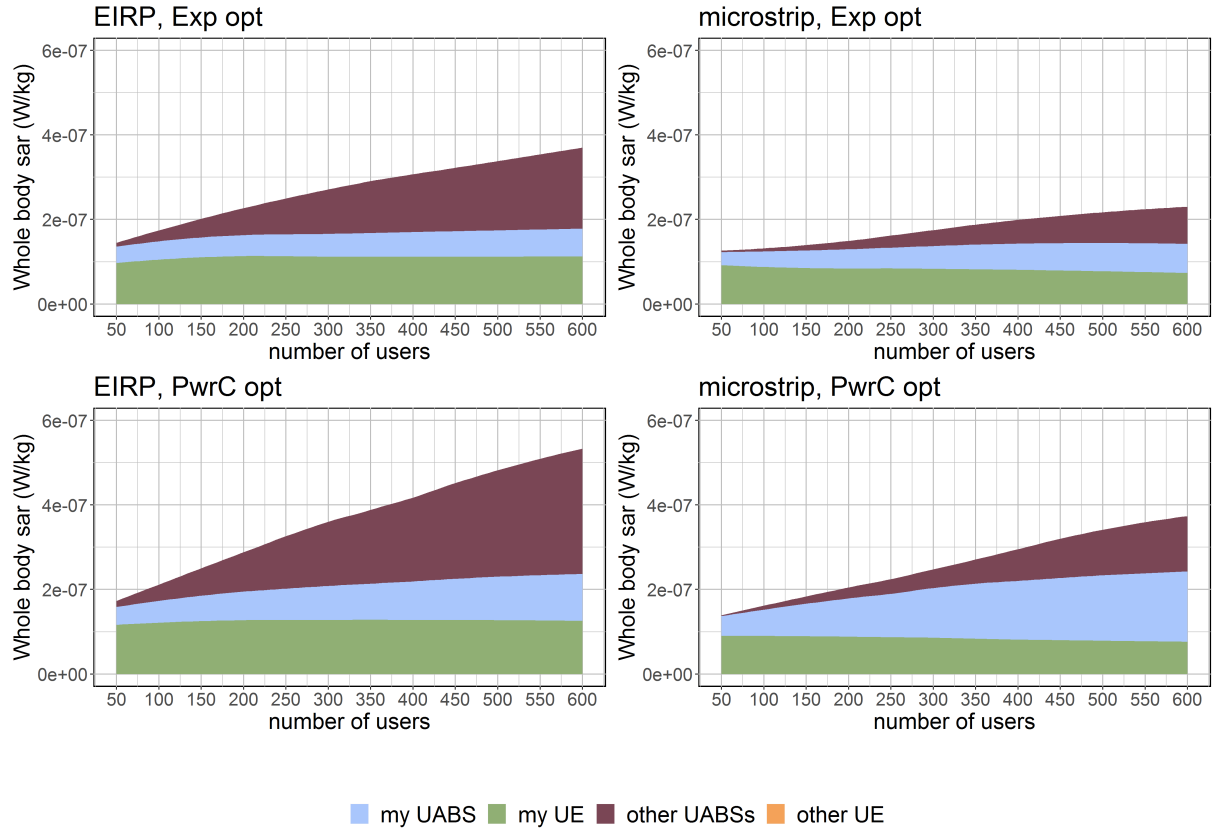 EIRP, Exp opt
microstrip, Exp opt
Whole body sar (W/kg)
6e-07
4e-07
2e-07
0e+00
50 100 150 200 250 300 350 400 450 500 550 600
number of users
Whole body sar (W/kg)
6e-07
4e-07
2e-07
0e+00
50 100 150 200 250 300 350 400 450 500 550 600
number of users
EIRP, PwrC opt
microstrip, PwrC opt
Whole body sar (W/kg)
6e-07
4e-07
2e-07
0e+00
50 100 150 200 250 300 350 400 450 500 550 600
number of users
Whole body sar (W/kg)
6e-07
4e-07
2e-07
0e+00
50 100 150 200 250 300 350 400 450 500 550 600
number of users
my UABS my UE other UABSs other UE